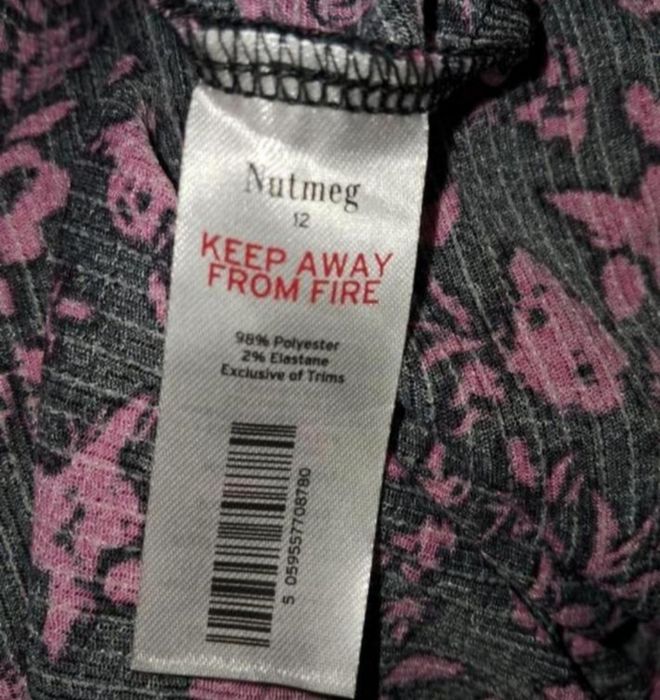 Nutmeg
12
KEEP AWAY
FROM FIRE
98% Polyester
2% Elastane
Exclusive of Trims
5 059557708780